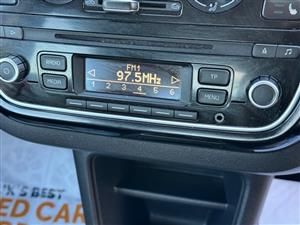 RADIO
FM1
TP
97.5MHz
MEDIA
1 2 3 4 5 6
MENU
K'S BEST
ED CAR